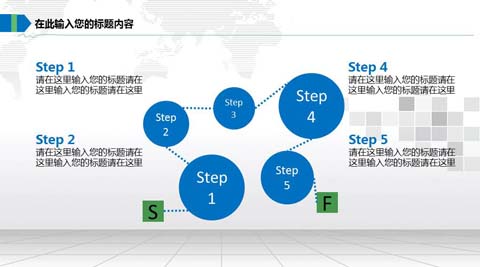 在此输入您的标题内容
Step 1
请在这里输入您的标题请在
这里输入您的标题请在这里
Step 2
请在这里输入您的标题请在
这里输入您的标题请在这里
Step
2
Step
3
Step
4
Step
1
Step
5
S
F
Step 4
请在这里输入您的标题请在
这里输入您的标题请在这里
Step 5
请在这里输入您的标题请在
这里输入您的标题请在这里